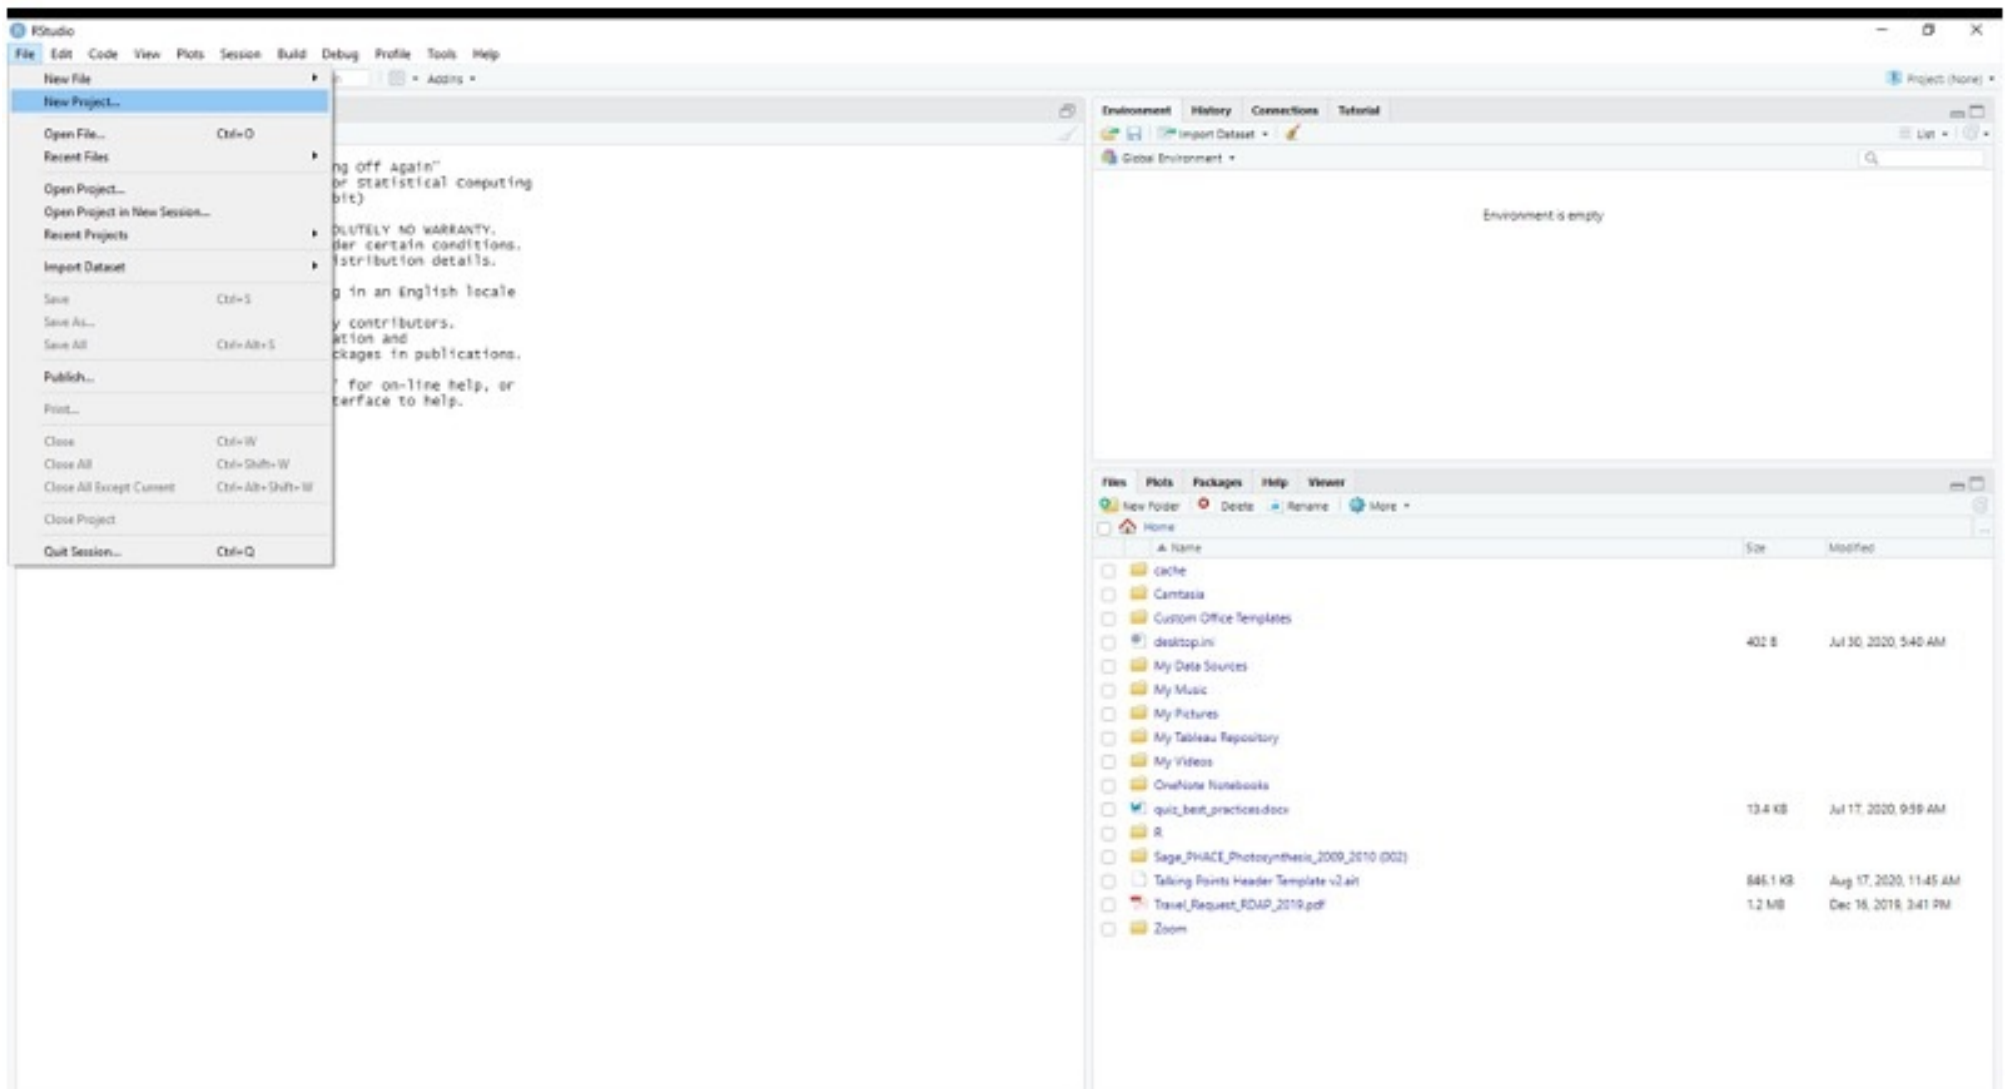 RStudio
File Edit Code View Plots Session Build Debug Profile Tools Help
Addins
Project: (None)
New File
New Project...
Open File... Ctrl+O
Recent Files
Open Project...
Open Project in New Session...
Recent Projects
Import Dataset
Save Ctrl+S
Save As...
Save All Ctrl+Alt+S
Publish...
Print...
Close Ctrl+W
Close All Ctrl+Shift+W
Close All Except Current Ctrl+Alt+Shift+W
Close Project
Quit Session... Ctrl+Q
ng Off Again"
or Statistical Computing
bit)
OLUTELY NO WARRANTY.
der certain conditions.
istribution details.
g in an English locale
y contributors.
ation and
ckages in publications.
' for on-line help, or
terface to help.
Environment History Connections Tutorial
Import Dataset
List
Global Environment
Environment is empty
Files Plots Packages Help Viewer
New Folder Delete Rename More
Home
Name Size Modified
cache
Camtasia
Custom Office Templates
desktop.ini 402 B Jul 30, 2020, 5:40 AM
My Data Sources
My Music
My Pictures
My Tableau Repository
My Videos
OneNote Notebooks
quiz_best_practices.docx 13.4 KB Jul 17, 2020, 9:59 AM
R
Sage_PHACE_Photosynthesis_2009_2010 (002)
Talking Points Header Template v2.ait 846.1 KB Aug 17, 2020, 11:45 AM
Travel_Request_RDAP_2019.pdf 1.2 MB Dec 16, 2019, 3:41 PM
Zoom